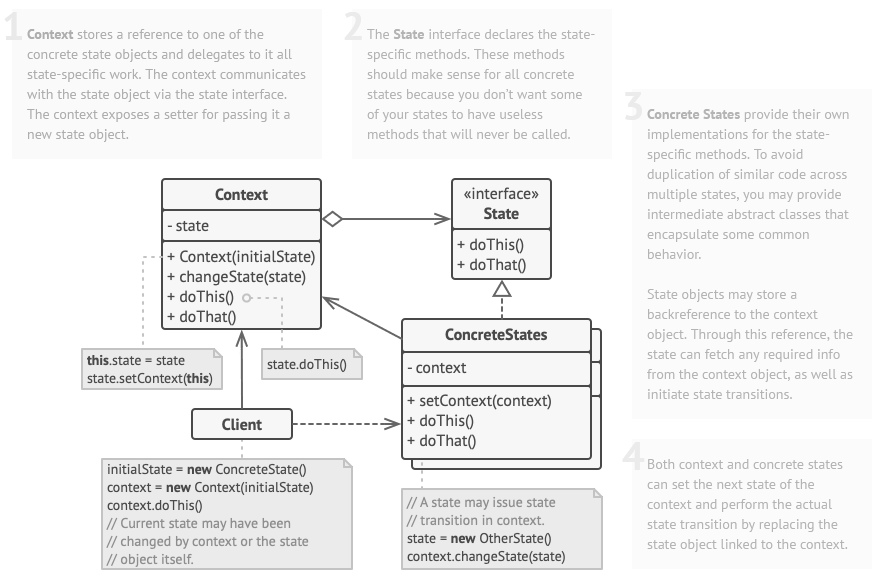 1
Context stores a reference to one of the
concrete state objects and delegates to it all
state-specific work. The context communicates
with the state object via the state interface.
The context exposes a setter for passing it a
new state object.
2
The State interface declares the state-
specific methods. These methods
should make sense for all concrete
states because you don’t want some
of your states to have useless
methods that will never be called.
3
Concrete States provide their own
implementations for the state-
specific methods. To avoid
duplication of similar code across
multiple states, you may provide
intermediate abstract classes that
encapsulate some common
behavior.
State objects may store a
backreference to the context
object. Through this reference, the
state can fetch any required info
from the context object, as well as
initiate state transitions.
4
Both context and concrete states
can set the next state of the
context and perform the actual
state transition by replacing the
state object linked to the context.
Context
- state
+ Context(initialState)
+ changeState(state)
+ doThis()
+ doThat()
«interface»
State
+ doThis()
+ doThat()
this.state = state
state.setContext(this)
state.doThis()
ConcreteStates
- context
+ setContext(context)
+ doThis()
+ doThat()
Client
initialState = new ConcreteState()
context = new Context(initialState)
context.doThis()
// Current state may have been
// changed by context or the state
// object itself.
// A state may issue state
// transition in context.
state = new OtherState()
context.changeState(state)